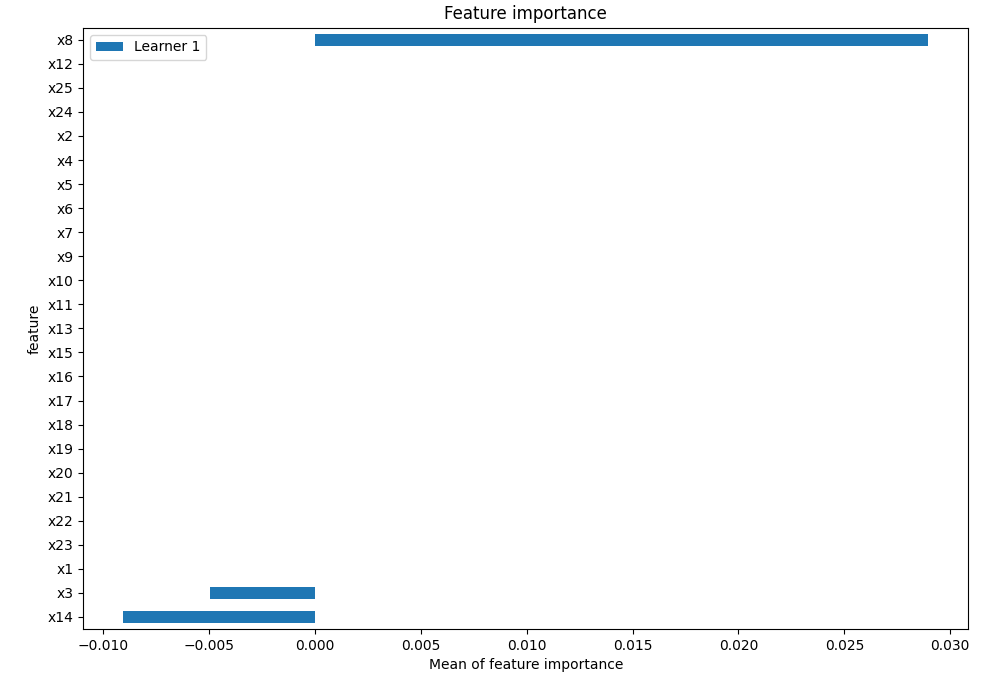 Feature importance
Learner 1
x8
x12
x25
x24
x2
x4
x5
x6
x7
x9
x10
x11
x13
x15
x16
x17
x18
x19
x20
x21
x22
x23
x1
x3
x14
feature
−0.010 −0.005 0.000 0.005 0.010 0.015 0.020 0.025 0.030
Mean of feature importance